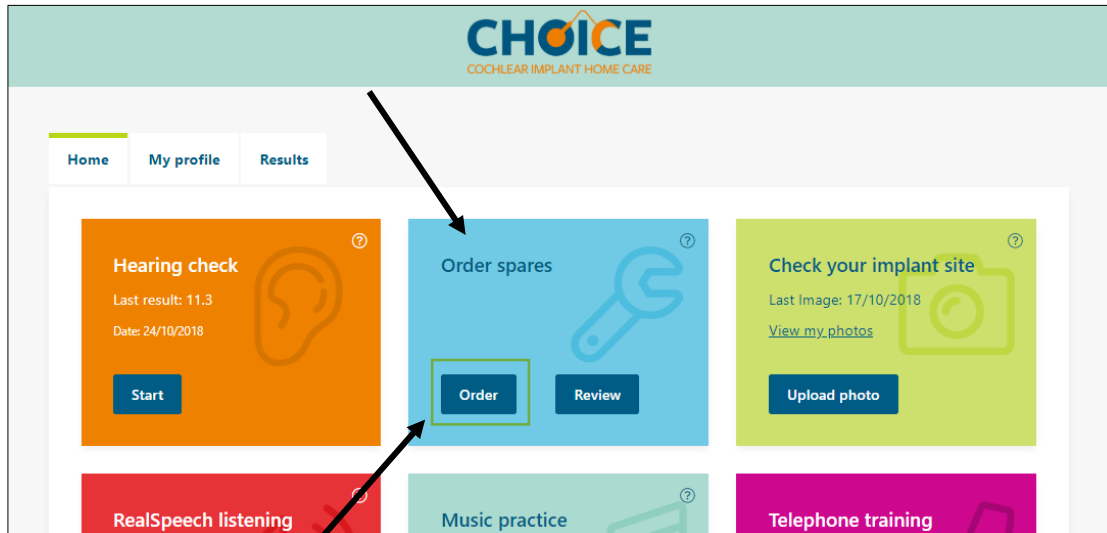 CHOICE
COCHLEAR IMPLANT HOME CARE
Home My profile Results
Hearing check
Last result: 11.3
Date: 24/10/2018
Start
Order spares
Order Review
Check your implant site
Last Image: 17/10/2018
View my photos
Upload photo
RealSpeech listening
Music practice
Telephone training